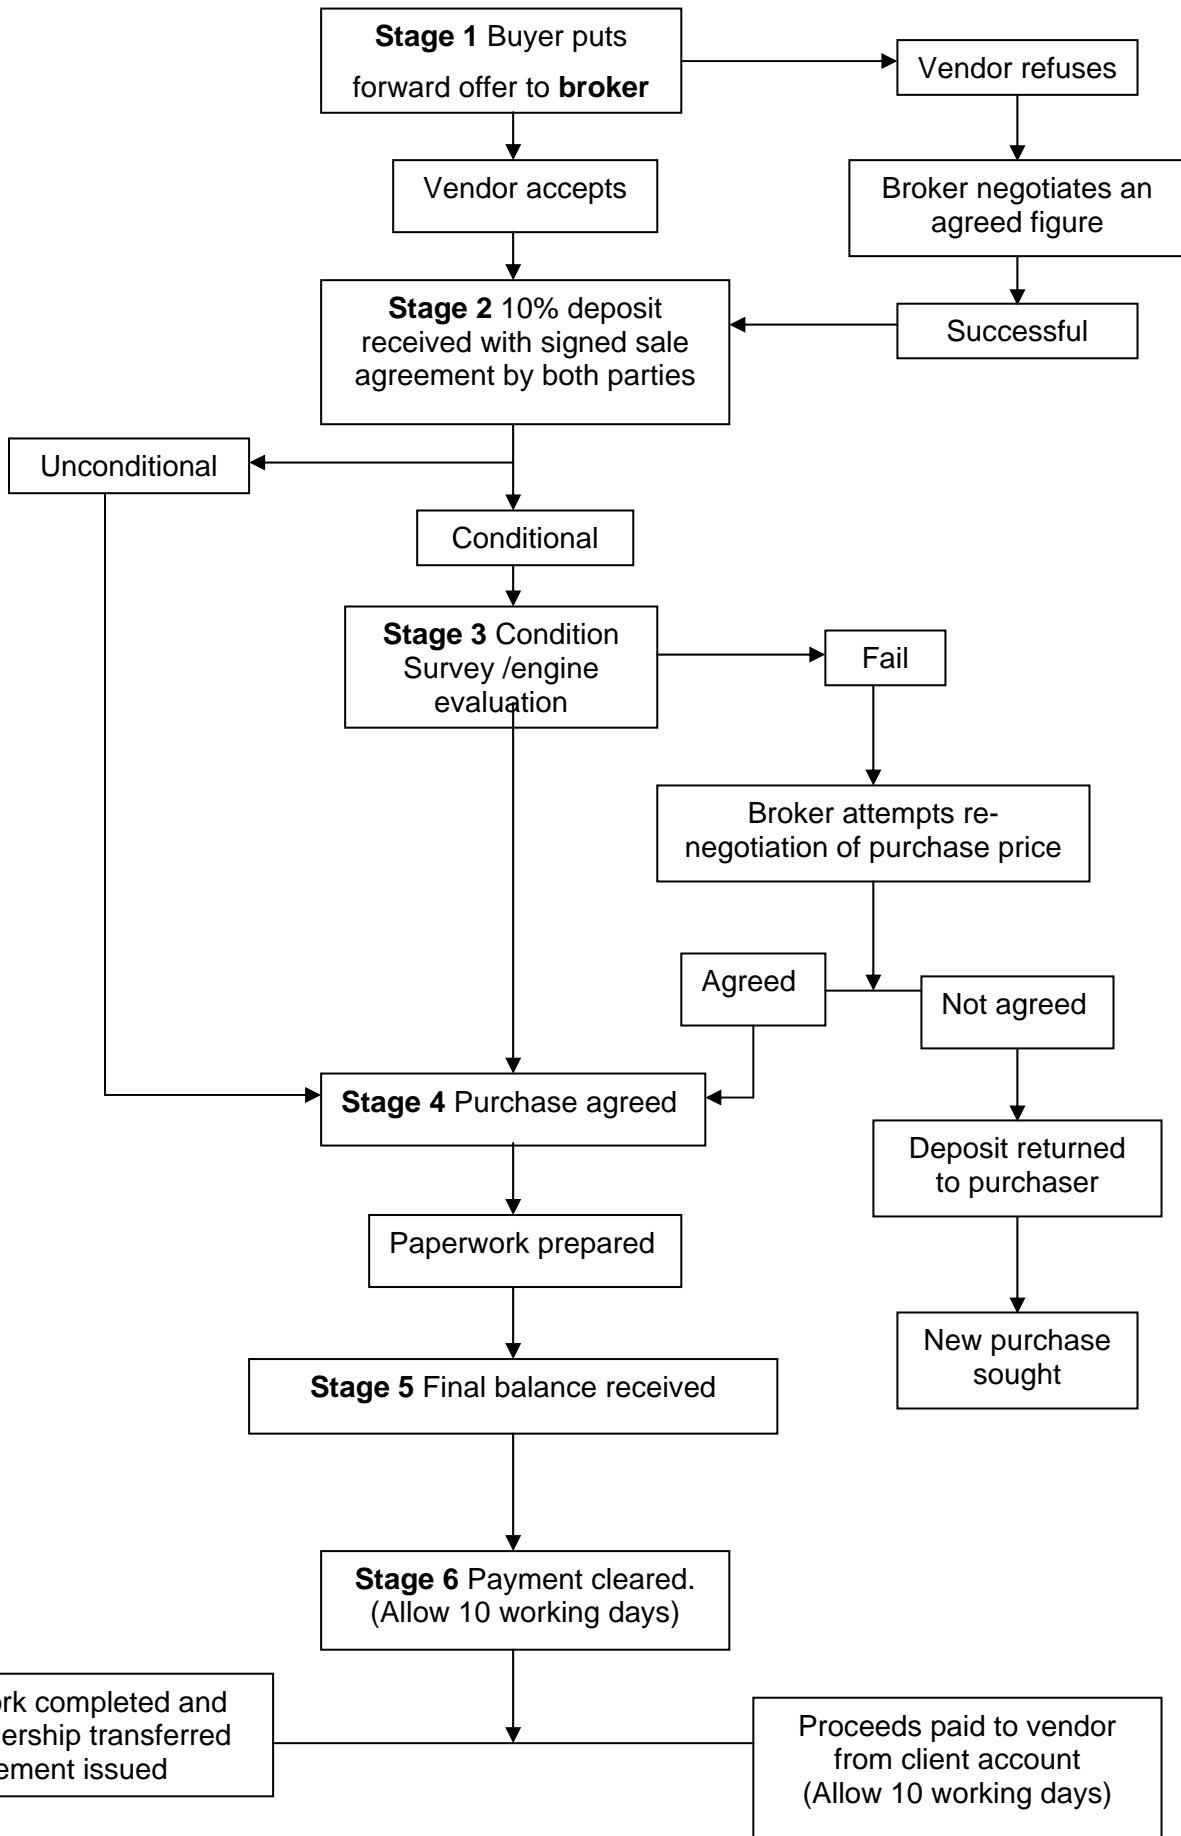 Stage 1 Buyer puts
forward offer to broker
Vendor refuses
Vendor accepts
Broker negotiates an
agreed figure
Stage 2 10% deposit
received with signed sale
agreement by both parties
Successful
Unconditional
Conditional
Stage 3 Condition
Survey /engine
evaluation
Fail
Broker attempts re-
negotiation of purchase price
Agreed
Not agreed
Stage 4 Purchase agreed
Deposit returned
to purchaser
Paperwork prepared
New purchase
sought
Stage 5 Final balance received
Stage 6 Payment cleared.
(Allow 10 working days)
completed and
transferred
issued
Proceeds paid to vendor
from client account
(Allow 10 working days)